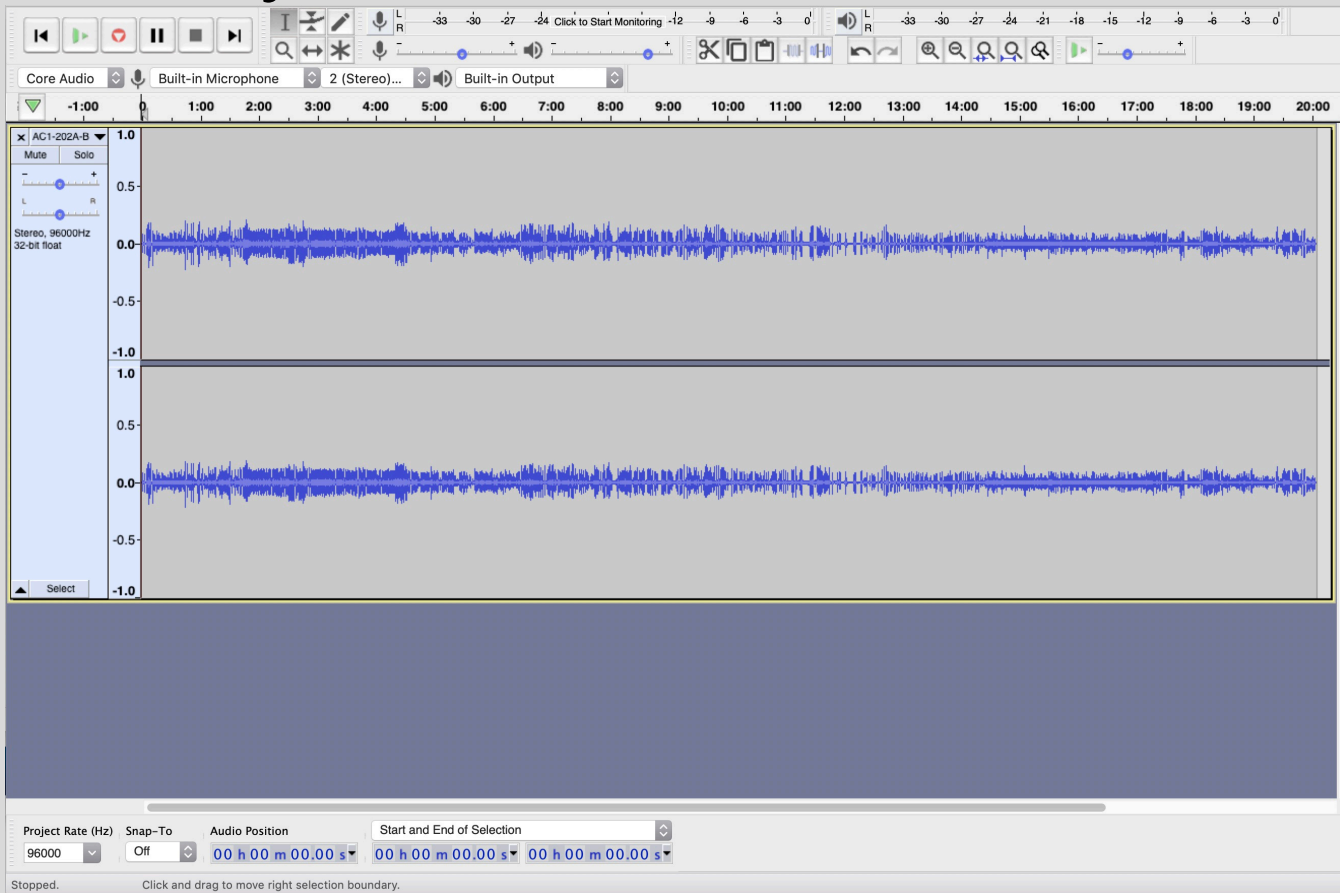 L
R
-33 -30 -27 -24 Click to Start Monitoring -12 -9 -6 -3 0
L
R
-33 -30 -27 -24 -21 -18 -15 -12 -9 -6 -3 0
- + - + - +
Core Audio Built-in Microphone 2 (Stereo)... Built-in Output
-1:00 0 1:00 2:00 3:00 4:00 5:00 6:00 7:00 8:00 9:00 10:00 11:00 12:00 13:00 14:00 15:00 16:00 17:00 18:00 19:00 20:00
x AC1-202A-B
Mute Solo
- +
L R
Stereo, 96000Hz
32-bit float
1.0
0.5
0.0
-0.5
-1.0
1.0
0.5
0.0
-0.5
-1.0
Select
Project Rate (Hz) Snap-To Audio Position Start and End of Selection
96000 Off 00 h 00 m 00.00 s 00 h 00 m 00.00 s 00 h 00 m 00.00 s
Stopped. Click and drag to move right selection boundary.